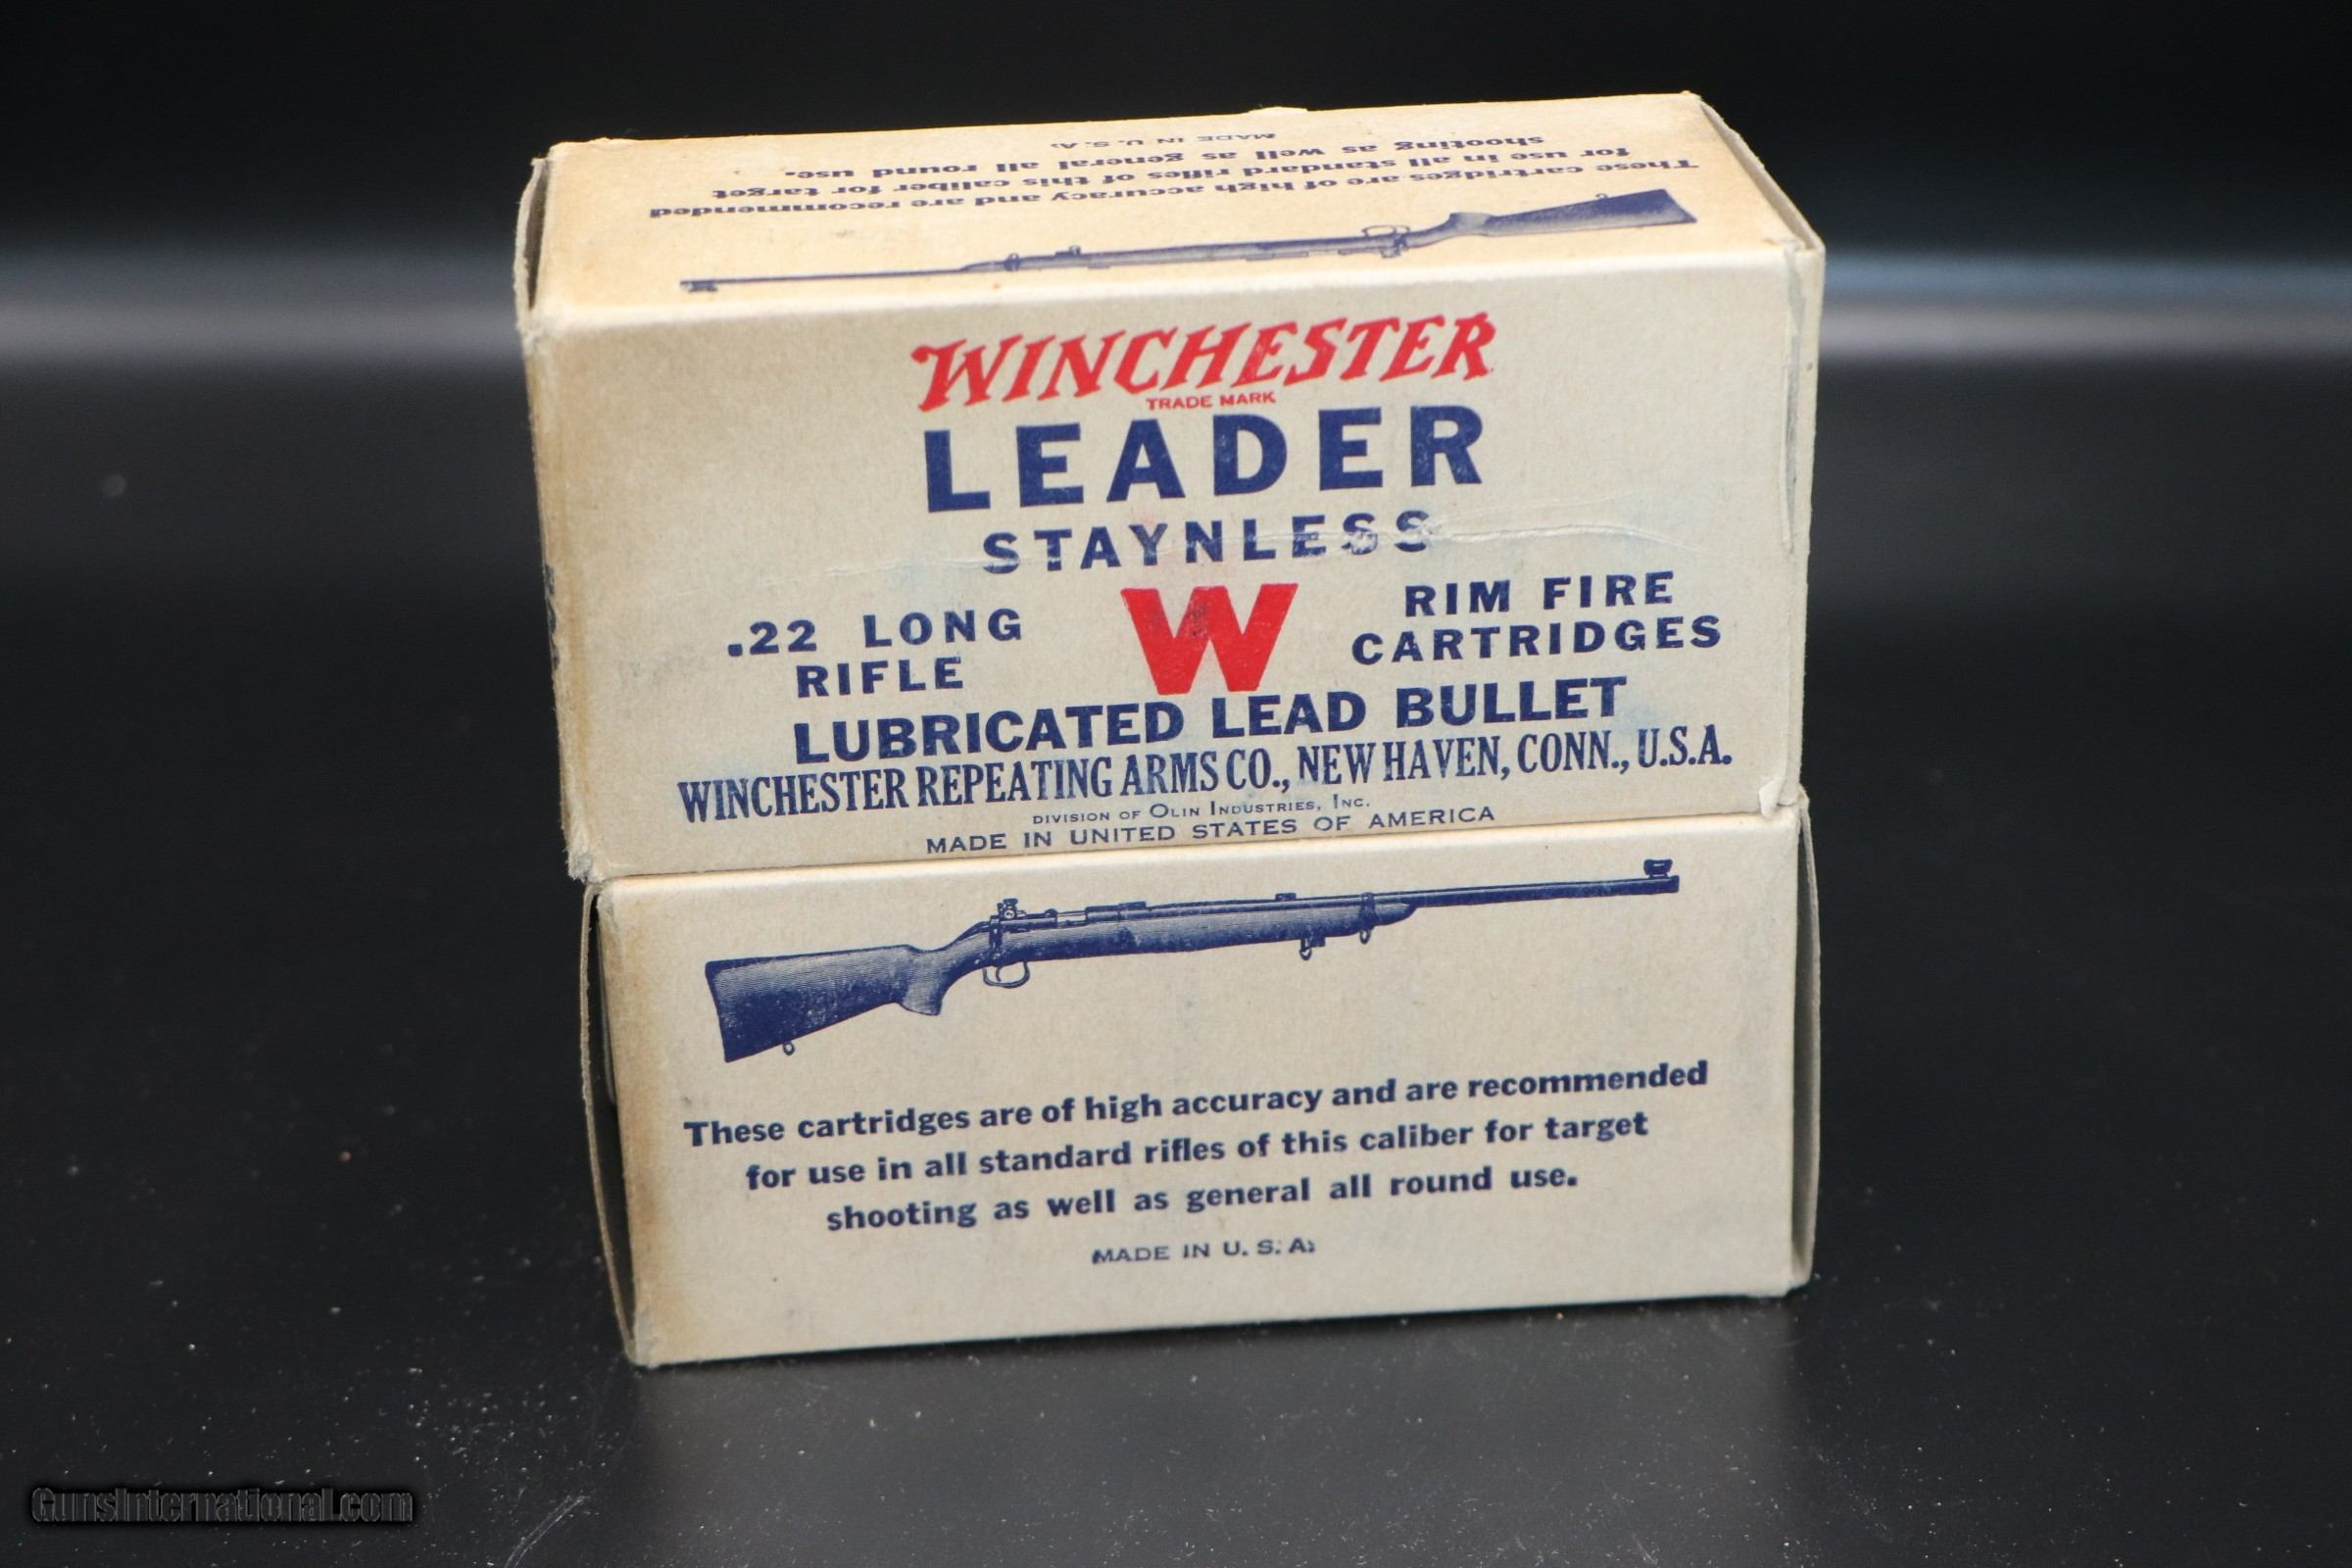 MADE IN U. S. A.
These cartridges are of high accuracy and are recommended
for use in all standard rifles of this caliber for target
shooting as well as general all round use.
WINCHESTER
TRADE MARK
LEADER
STAYNLESS
.22 LONG
RIFLE
W
RIM FIRE
CARTRIDGES
LUBRICATED LEAD BULLET
WINCHESTER REPEATING ARMS CO., NEW HAVEN, CONN., U.S.A.
DIVISION OF OLIN INDUSTRIES, INC.
MADE IN UNITED STATES OF AMERICA
These cartridges are of high accuracy and are recommended
for use in all standard rifles of this caliber for target
shooting as well as general all round use.
MADE IN U. S. A.
GunsInternational.com